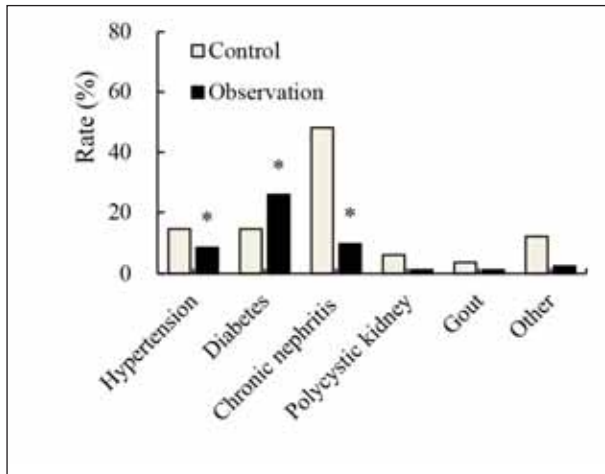 80
Control
Observation
60
40
20
0
Rate (%)
*
*
*
Hypertension
Diabetes
Chronic nephritis
Polycystic kidney
Gout
Other